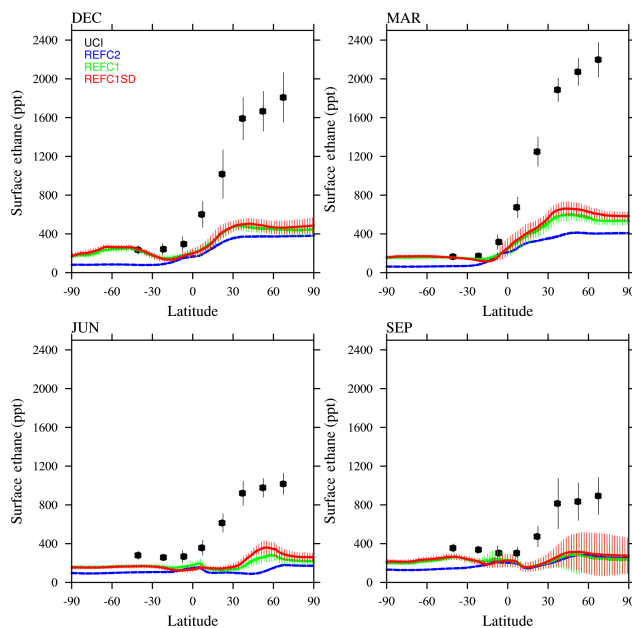 DEC
2400
2000
1600
1200
800
400
0
Surface ethane (ppt)
UCI
REFC2
REFC1
REFC1SD
-90 -60 -30 0 30 60 90
Latitude
MAR
2400
2000
1600
1200
800
400
0
Surface ethane (ppt)
-90 -60 -30 0 30 60 90
Latitude
JUN
2400
2000
1600
1200
800
400
0
Surface ethane (ppt)
-90 -60 -30 0 30 60 90
Latitude
SEP
2400
2000
1600
1200
800
400
0
Surface ethane (ppt)
-90 -60 -30 0 30 60 90
Latitude